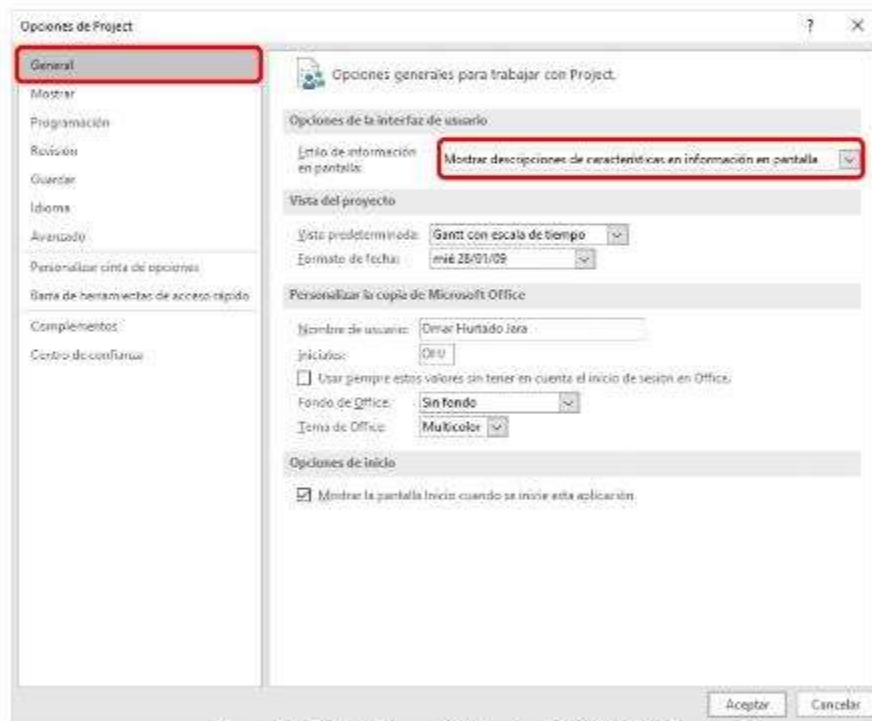 Opciones de Project
? ×
General
Mostrar
Programación
Revisión
Guardar
Idioma
Avanzado
Personalizar cinta de opciones
Barra de herramientas de acceso rápido
Complementos
Centro de confianza
Opciones generales para trabajar con Project.
Opciones de la interfaz de usuario
Estilo de información
en pantalla:
Mostrar descripciones de características en información en pantalla
Vista del proyecto
Vista predeterminada: Gantt con escala de tiempo
Formato de fecha: mié 28/01/09
Personalizar la copia de Microsoft Office
Nombre de usuario: Omar Hurtado Jara
Iniciales:
Usar siempre estos valores sin tener en cuenta el inicio de sesión en Office.
Fondo de Office: Sin fondo
Tema de Office: Multicolor
Opciones de inicio
Mostrar la pantalla Inicio cuando se inicie esta aplicación
Aceptar Cancelar